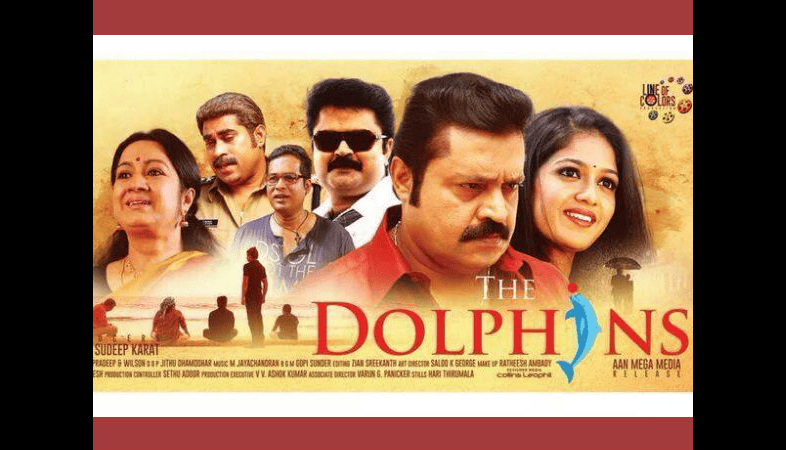 LINE OF
COLORS
THE
DOLPHINS
SUDEEP KARAT
PRADEEP & WILSON D O P JITHU DHAMODHAR MUSIC M JAYACHANDRAN B G M GOPI SUNDER EDITING ZIAN SREEKANTH ART DIRECTOR SALOO K GEORGE MAKE UP RATHEESH AMBADY
PRODUCTION CONTROLLER SETHU ADOOR PRODUCTION EXECUTIVE V V. ASHOK KUMAR ASSOCIATE DIRECTOR VARUN G. PANICKER STILLS HARI THIRUMALA
collins Leophil
AAN MEGA MEDIA
RELEASE